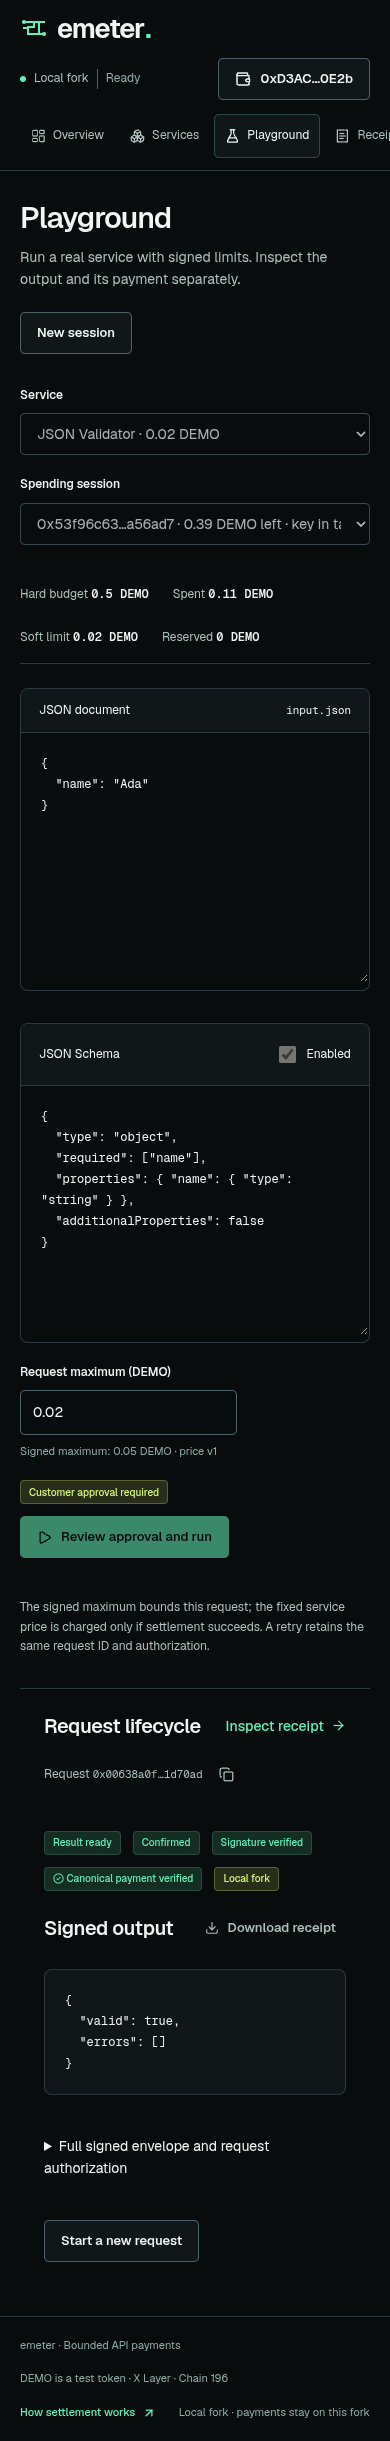 emeter.
Local fork | Ready
0xD3AC...0E2b
Overview Services Playground Receip
Playground
Run a real service with signed limits. Inspect the
output and its payment separately.
New session
Service
JSON Validator · 0.02 DEMO
Spending session
0x53f96c63…a56ad7 · 0.39 DEMO left · key in ta
Hard budget 0.5 DEMO Spent 0.11 DEMO
Soft limit 0.02 DEMO Reserved 0 DEMO
JSON document input.json
{
  "name": "Ada"
}
JSON Schema Enabled
{
  "type": "object",
  "required": ["name"],
  "properties": { "name": { "type":
"string" } },
  "additionalProperties": false
}
Request maximum (DEMO)
0.02
Signed maximum: 0.05 DEMO · price v1
Customer approval required
Review approval and run
The signed maximum bounds this request; the fixed service
price is charged only if settlement succeeds. A retry retains the
same request ID and authorization.
Request lifecycle Inspect receipt →
Request 0x00638a0f…1d70ad
Result ready Confirmed Signature verified
Canonical payment verified Local fork
Signed output Download receipt
{
  "valid": true,
  "errors": []
}
▶ Full signed envelope and request
authorization
Start a new request
emeter · Bounded API payments
DEMO is a test token · X Layer · Chain 196
How settlement works ↗ Local fork · payments stay on this fork